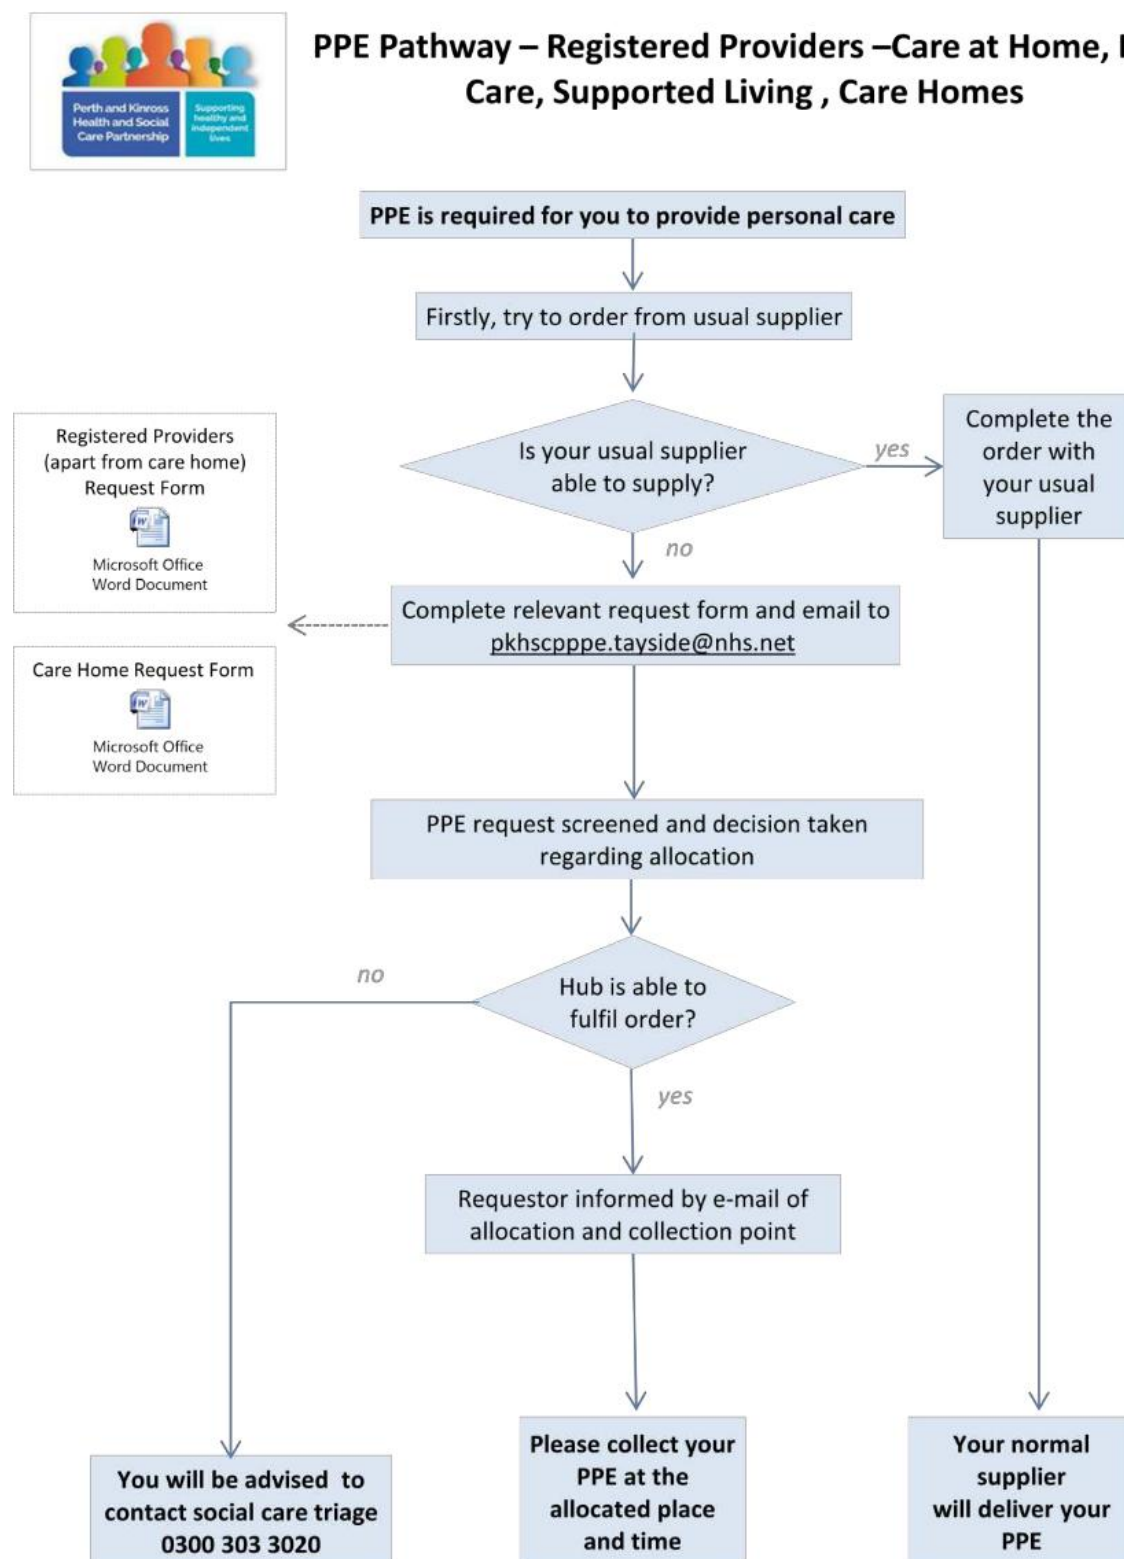 Perth and Kinross
Health and Social
Care Partnership
Supporting
healthy and
independent
lives
PPE Pathway – Registered Providers –Care at Home,
Care, Supported Living , Care Homes
PPE is required for you to provide personal care
Firstly, try to order from usual supplier
Is your usual supplier
able to supply?
yes
Complete the
order with
your usual
supplier
no
Registered Providers
(apart from care home)
Request Form
Microsoft Office
Word Document
Complete relevant request form and email to
pkhscpppe.tayside@nhs.net
Care Home Request Form
Microsoft Office
Word Document
PPE request screened and decision taken
regarding allocation
Hub is able to
fulfil order?
no
yes
Requestor informed by e-mail of
allocation and collection point
You will be advised to
contact social care triage
0300 303 3020
Please collect your
PPE at the
allocated place
and time
Your normal
supplier
will deliver your
PPE